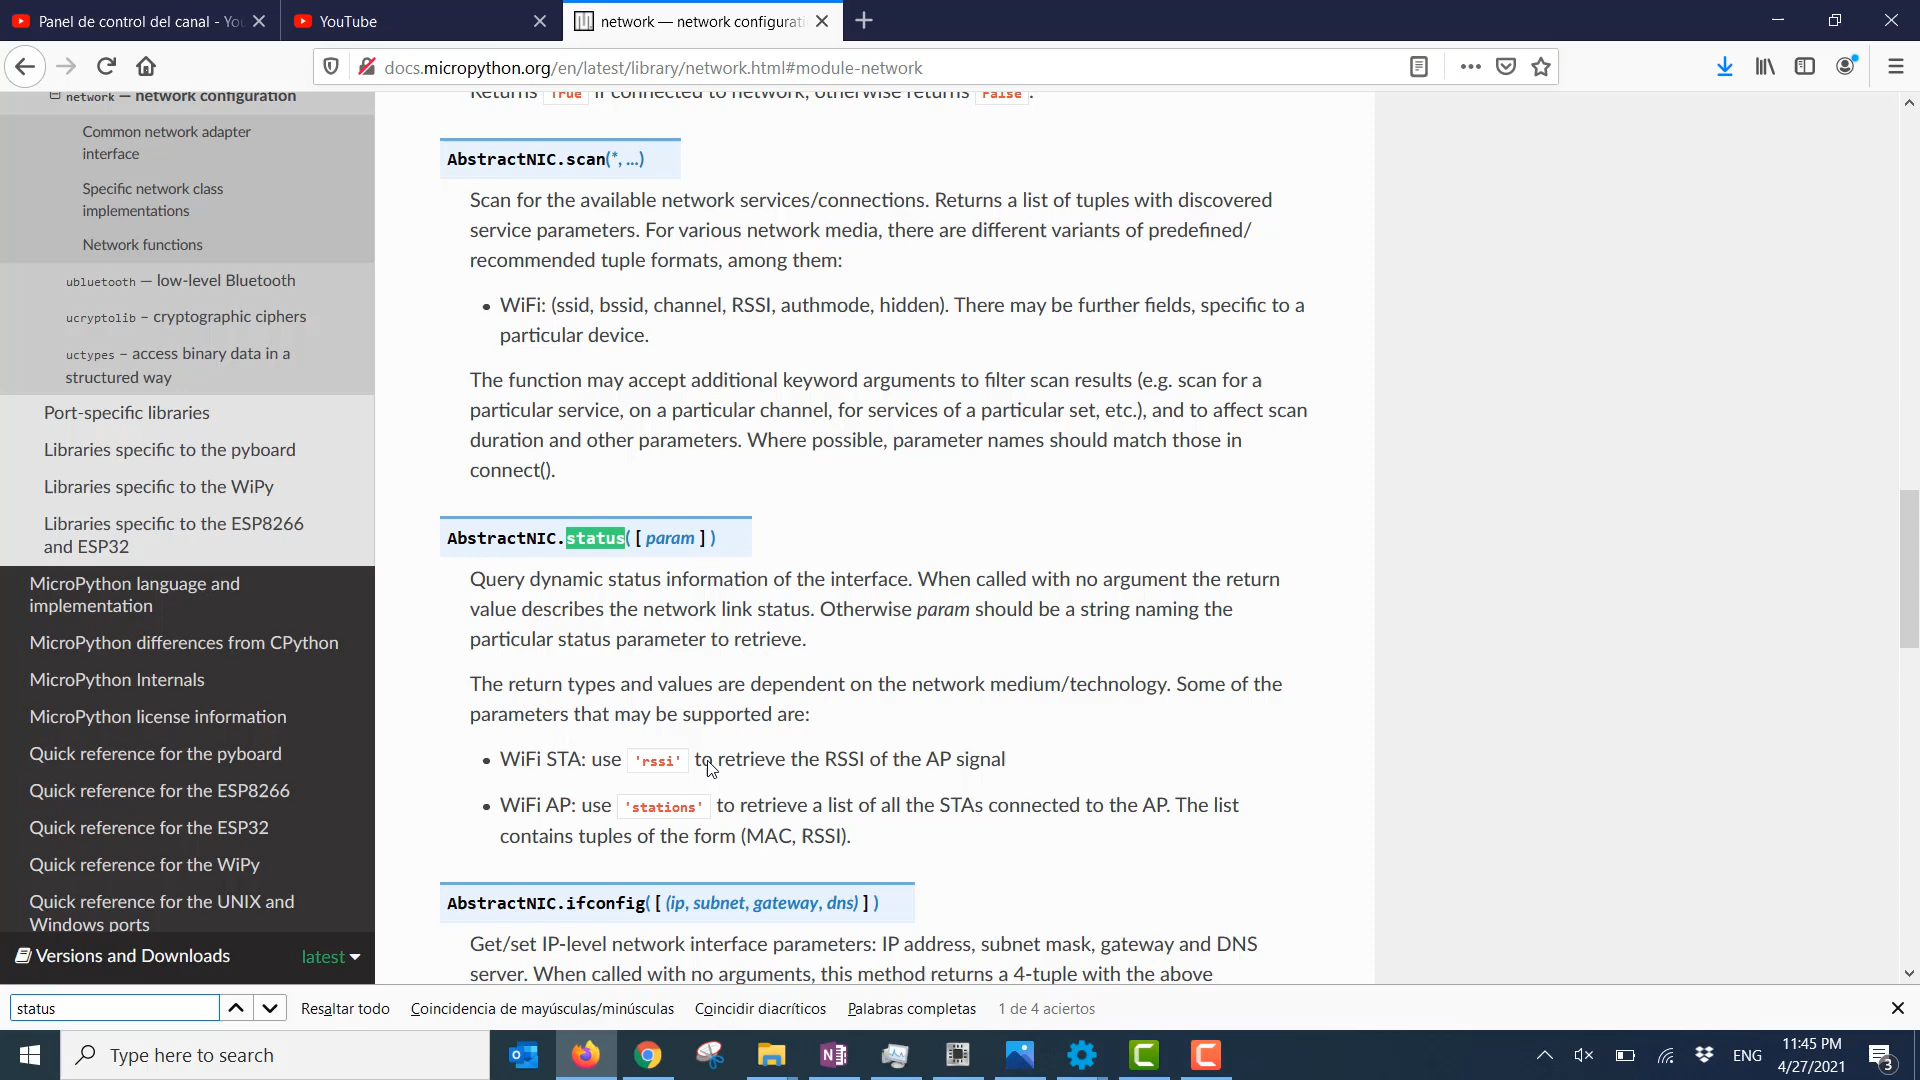 Panel de control del canal - You
YouTube
network — network configurati
docs.micropython.org/en/latest/library/network.html#module-network
network — network configuration
Common network adapter
interface
Specific network class
implementations
Network functions
ubluetooth — low-level Bluetooth
ucryptolib – cryptographic ciphers
uctypes – access binary data in a
structured way
Port-specific libraries
Libraries specific to the pyboard
Libraries specific to the WiPy
Libraries specific to the ESP8266
and ESP32
MicroPython language and
implementation
MicroPython differences from CPython
MicroPython Internals
MicroPython license information
Quick reference for the pyboard
Quick reference for the ESP8266
Quick reference for the ESP32
Quick reference for the WiPy
Quick reference for the UNIX and
Windows ports
Versions and Downloads latest
Returns True if connected to network, otherwise returns False.
AbstractNIC.scan(*, ...)
Scan for the available network services/connections. Returns a list of tuples with discovered
service parameters. For various network media, there are different variants of predefined/
recommended tuple formats, among them:
• WiFi: (ssid, bssid, channel, RSSI, authmode, hidden). There may be further fields, specific to a
particular device.
The function may accept additional keyword arguments to filter scan results (e.g. scan for a
particular service, on a particular channel, for services of a particular set, etc.), and to affect scan
duration and other parameters. Where possible, parameter names should match those in
connect().
AbstractNIC.status([param])
Query dynamic status information of the interface. When called with no argument the return
value describes the network link status. Otherwise param should be a string naming the
particular status parameter to retrieve.
The return types and values are dependent on the network medium/technology. Some of the
parameters that may be supported are:
• WiFi STA: use 'rssi' to retrieve the RSSI of the AP signal
• WiFi AP: use 'stations' to retrieve a list of all the STAs connected to the AP. The list
contains tuples of the form (MAC, RSSI).
AbstractNIC.ifconfig([(ip, subnet, gateway, dns)])
Get/set IP-level network interface parameters: IP address, subnet mask, gateway and DNS
server. When called with no arguments, this method returns a 4-tuple with the above
status Resaltar todo Coincidencia de mayúsculas/minúsculas Coincidir diacríticos Palabras completas 1 de 4 aciertos
Type here to search
ENG
11:45 PM
4/27/2021
3